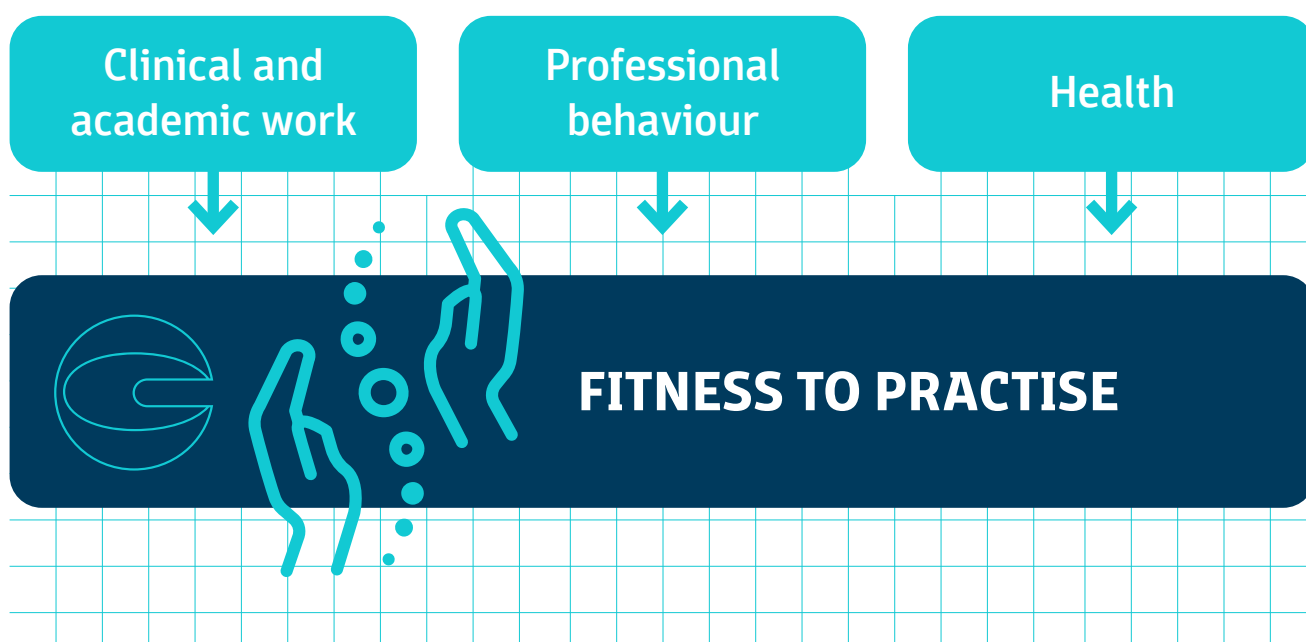 Clinical and
academic work
Professional
behaviour
Health
FITNESS TO PRACTISE